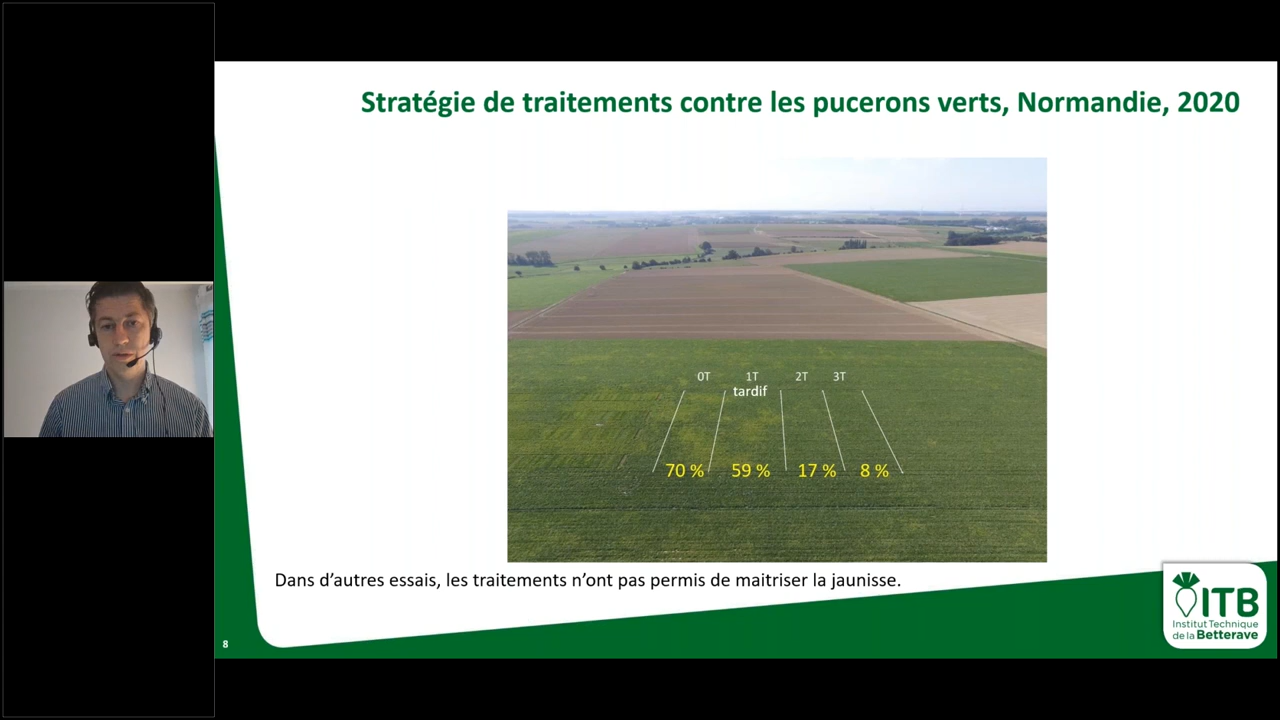 Stratégie de traitements contre les pucerons verts, Normandie, 2020
0T 1T 2T 3T
tardif
70 % 59 % 17 % 8 %
Dans d’autres essais, les traitements n’ont pas permis de maitriser la jaunisse.
ITB
Institut Technique
de la Betterave
8